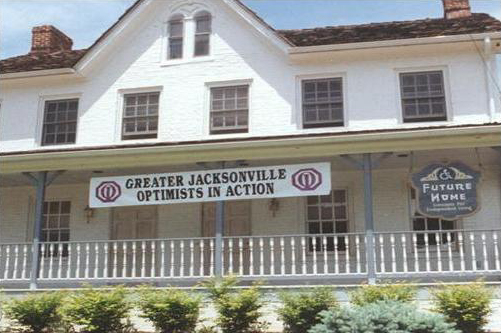 GREATER JACKSONVILLE
OPTIMISTS IN ACTION
FUTURE
HOME